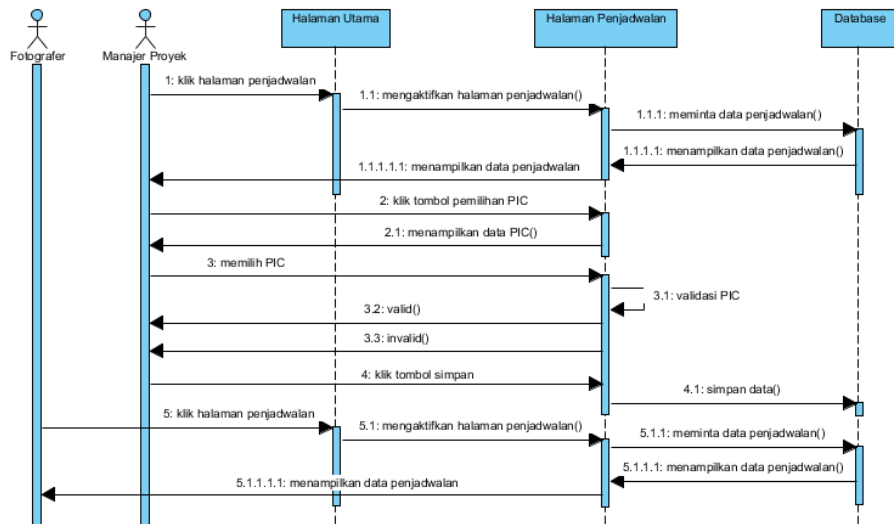 Halaman Utama
Halaman Penjadwalan
Database
Fotografer
Manajer Proyek
1: klik halaman penjadwalan
1.1: mengaktifkan halaman penjadwalan()
1.1.1: meminta data penjadwalan()
1.1.1.1: menampilkan data penjadwalan()
1.1.1.1.1: menampilkan data penjadwalan
2: klik tombol pemilihan PIC
2.1: menampilkan data PIC()
3: memilih PIC
3.1: validasi PIC
3.2: valid()
3.3: invalid()
4: klik tombol simpan
4.1: simpan data()
5: klik halaman penjadwalan
5.1: mengaktifkan halaman penjadwalan()
5.1.1: meminta data penjadwalan()
5.1.1.1: menampilkan data penjadwalan()
5.1.1.1.1: menampilkan data penjadwalan